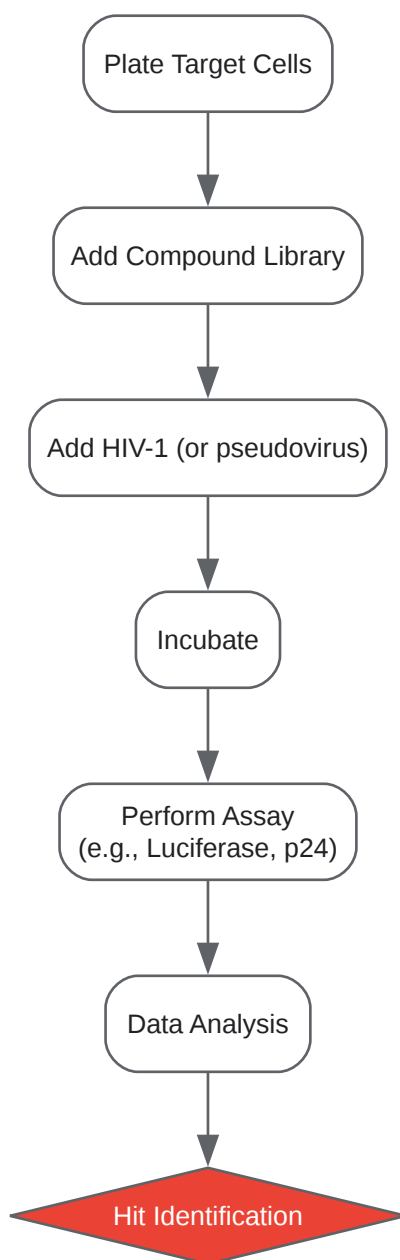 Plate Target Cells
Add Compound Library
Add HIV-1 (or pseudovirus)
Incubate
Perform Assay
(e.g., Luciferase, p24)
Data Analysis
Hit Identification